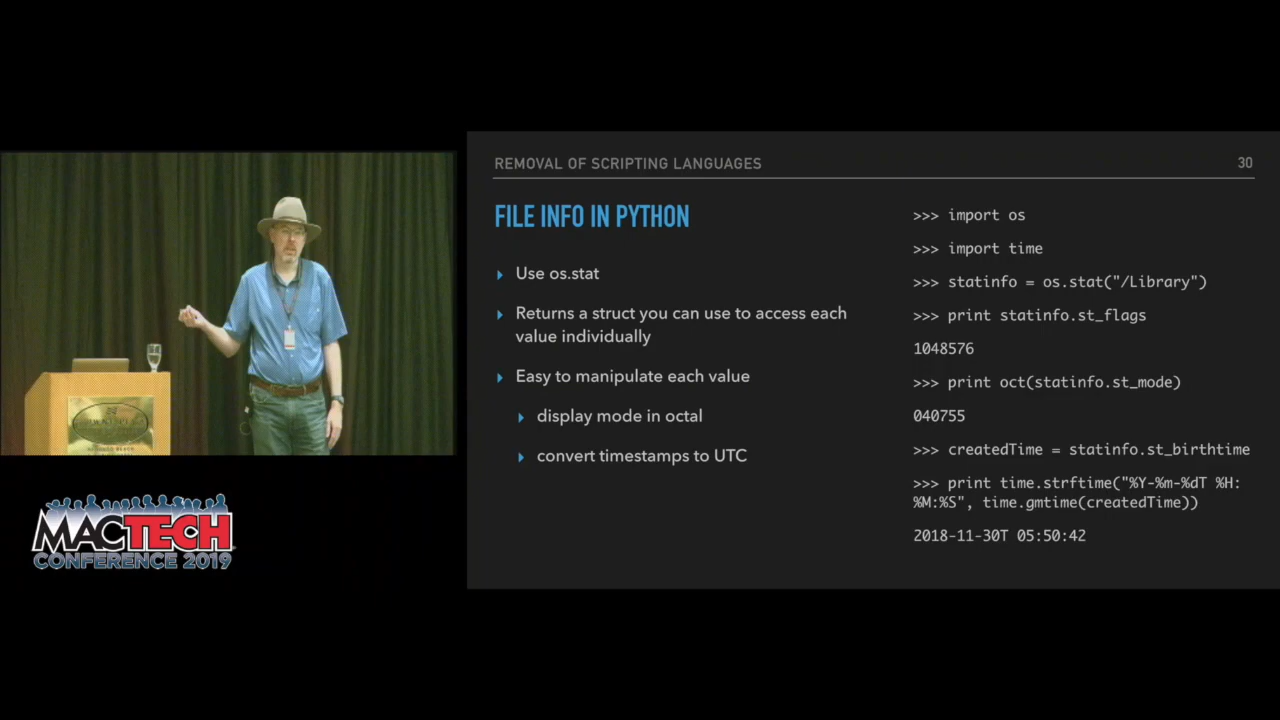 REMOVAL OF SCRIPTING LANGUAGES
30
FILE INFO IN PYTHON
Use os.stat
Returns a struct you can use to access each
value individually
Easy to manipulate each value
display mode in octal
convert timestamps to UTC
>>> import os
>>> import time
>>> statinfo = os.stat("/Library")
>>> print statinfo.st_flags
1048576
>>> print oct(statinfo.st_mode)
040755
>>> createdTime = statinfo.st_birthtime
>>> print time.strftime("%Y-%m-%dT %H:
%M:%S", time.gmtime(createdTime))
2018-11-30T 05:50:42
MACTECH
CONFERENCE 2019